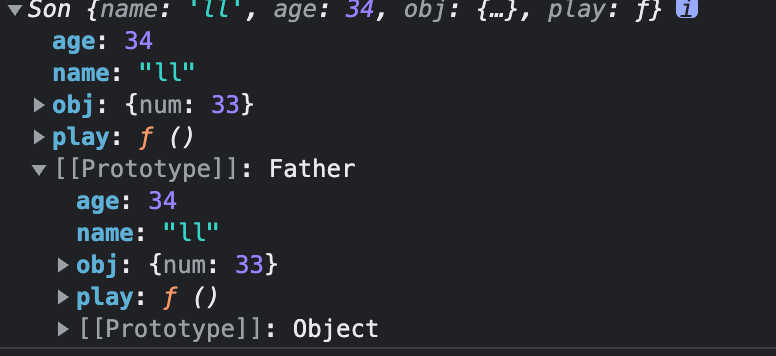 Son {name: 'll', age: 34, obj: {…}, play: ƒ} i
age: 34
name: "ll"
obj: {num: 33}
play: ƒ ()
[[Prototype]]: Father
age: 34
name: "ll"
obj: {num: 33}
play: ƒ ()
[[Prototype]]: Object